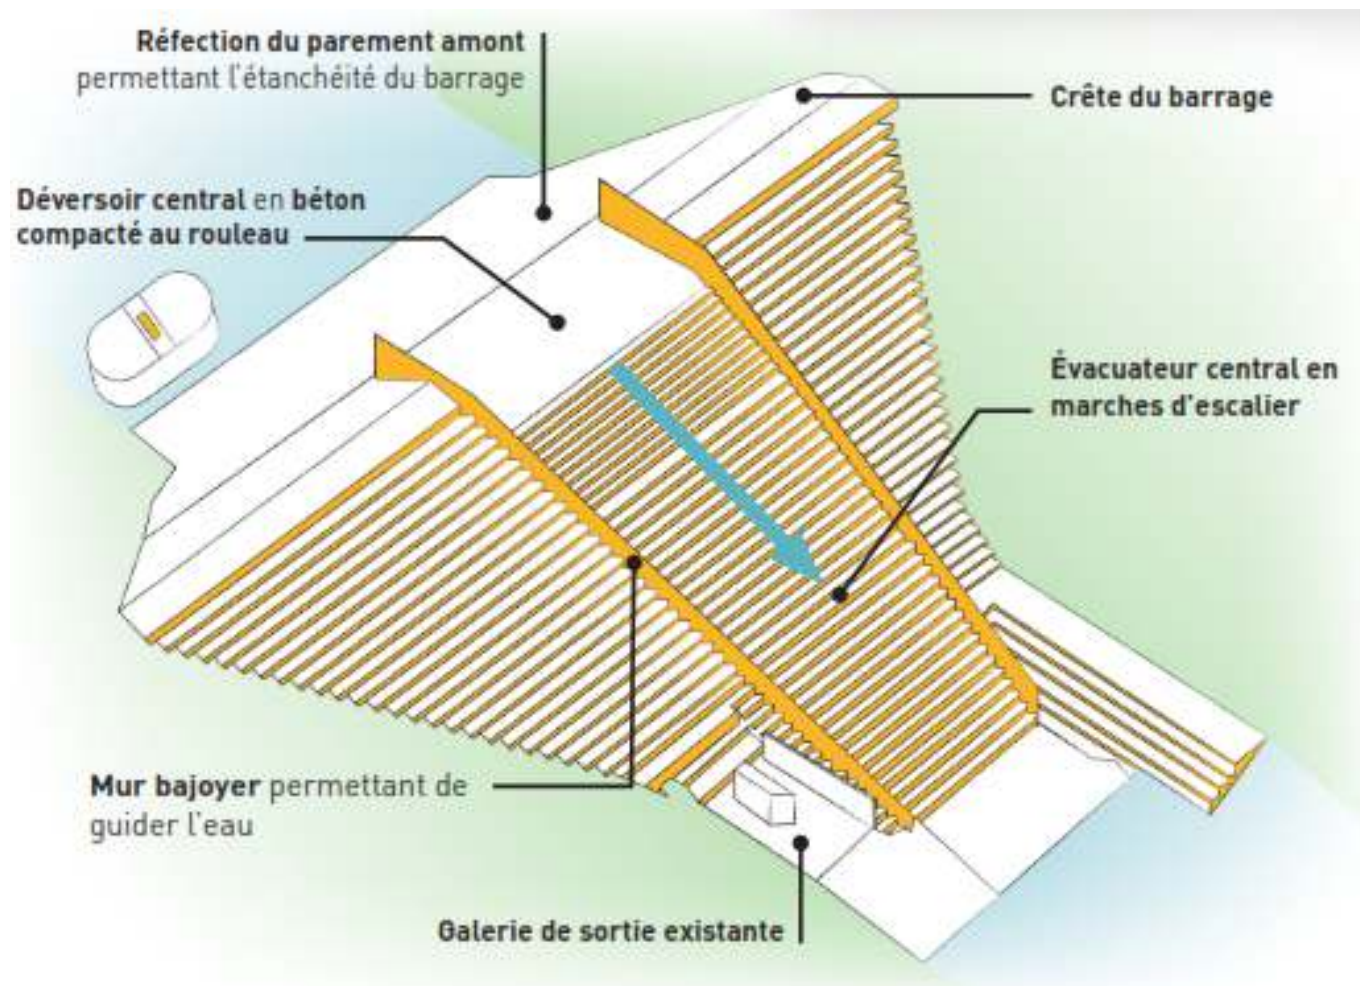 Réfection du parement amont
permettant l'étanchéité du barrage
Crête du barrage
Déversoir central en béton
compacté au rouleau
Évacuateur central en
marches d'escalier
Mur bajoyer permettant de
guider l'eau
Galerie de sortie existante